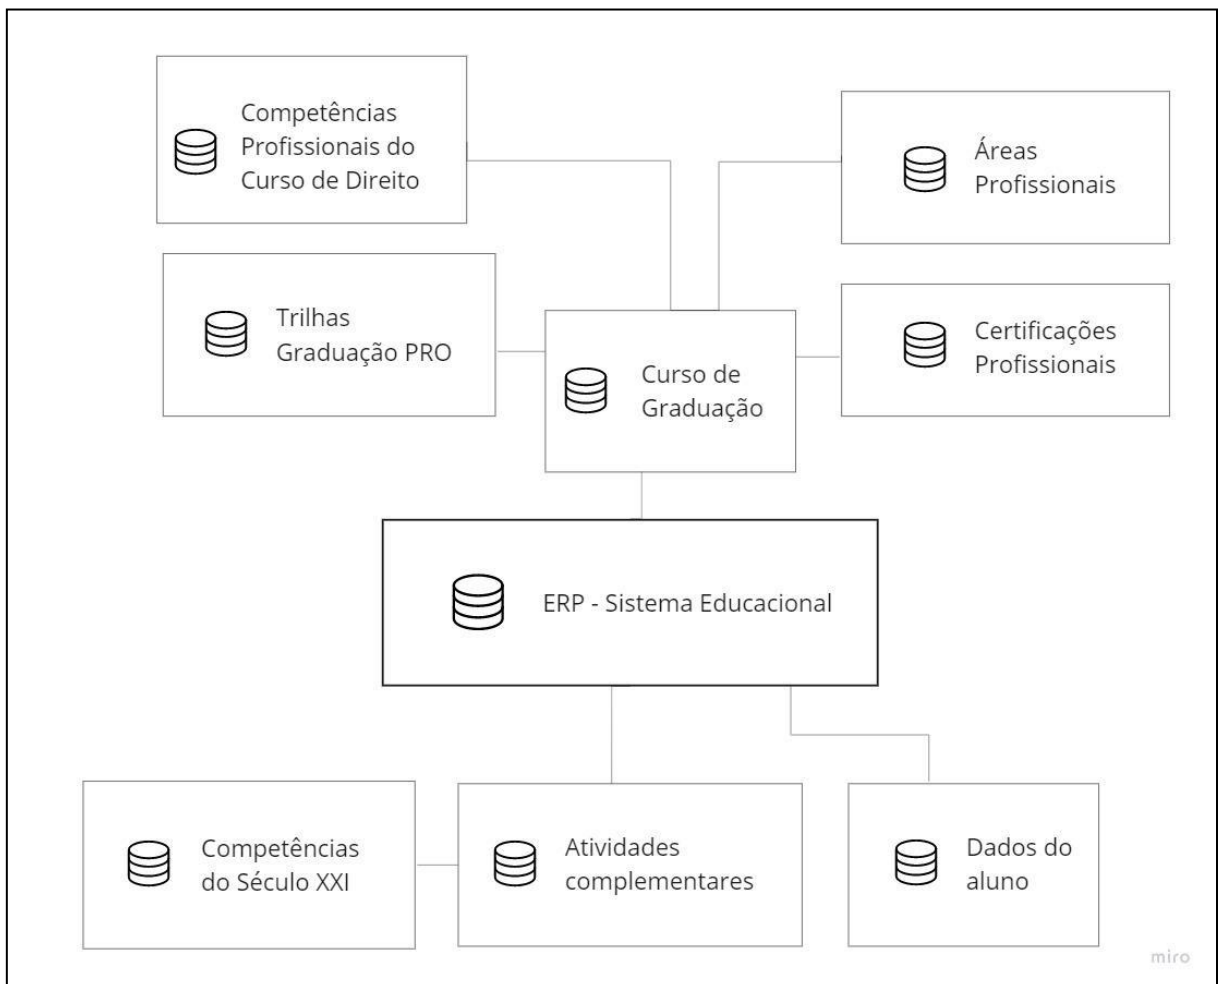 Competências
Profissionais do
Curso de Direito
Áreas
Profissionais
Trilhas
Graduação PRO
Certificações
Profissionais
Curso de
Graduação
ERP - Sistema Educacional
Competências
do Século XXI
Atividades
complementares
Dados do
aluno
miro